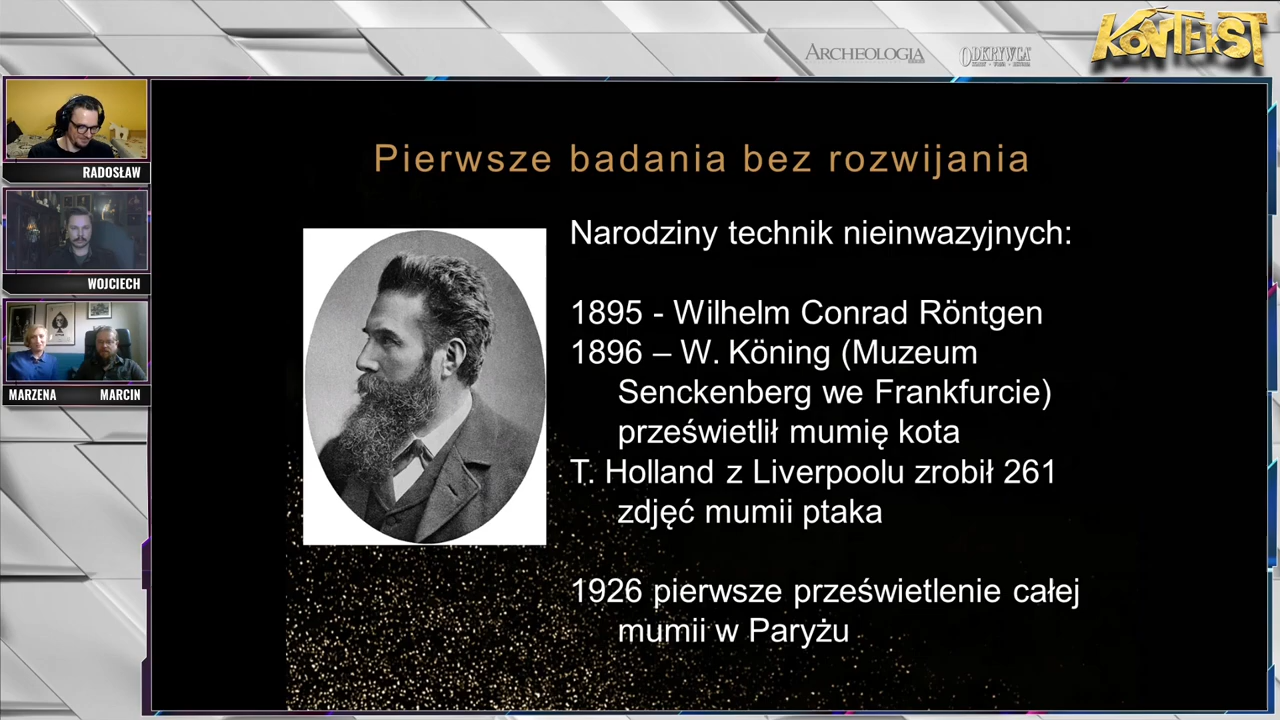 ARCHEOLOGIA
ODKRYWCA
KONTEKST
RADOSŁAW
WOJCIECH
MARZENA MARCIN
Pierwsze badania bez rozwijania
Narodziny technik nieinwazyjnych:
1895 - Wilhelm Conrad Röntgen
1896 – W. Köning (Muzeum
Senckenberg we Frankfurcie)
prześwietlił mumię kota
T. Holland z Liverpoolu zrobił 261
zdjęć mumii ptaka
1926 pierwsze prześwietlenie całej
mumii w Paryżu